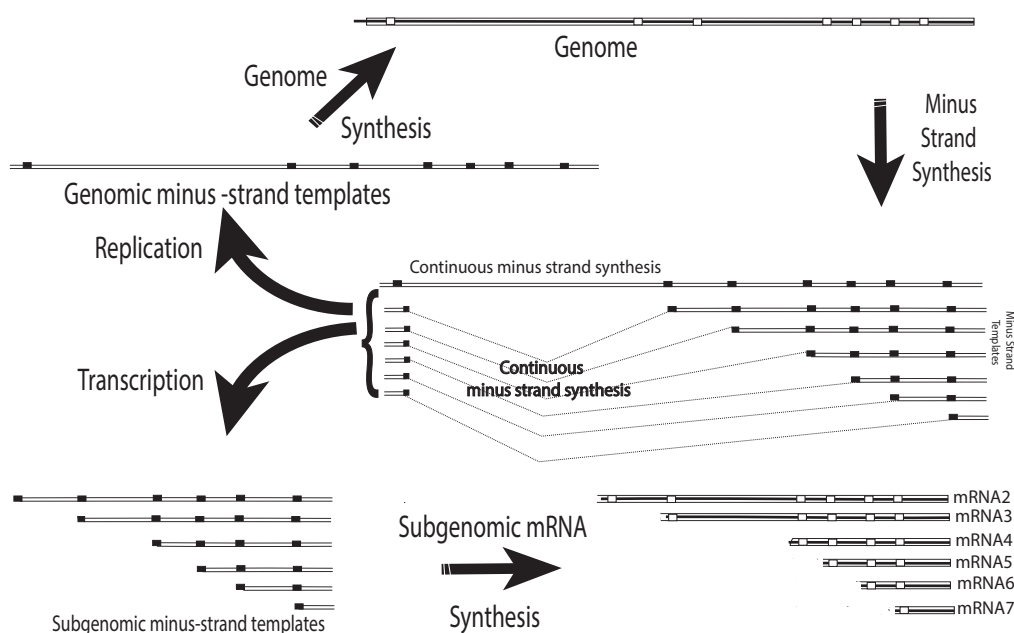 Genome
Genome
Synthesis
Minus
Strand
Synthesis
Genomic minus -strand templates
Replication
Continuous minus strand synthesis
Minus Strand
Templates
Continuous
minus strand synthesis
Transcription
mRNA2
mRNA3
mRNA4
mRNA5
mRNA6
mRNA7
Subgenomic mRNA
Synthesis
Subgenomic minus-strand templates